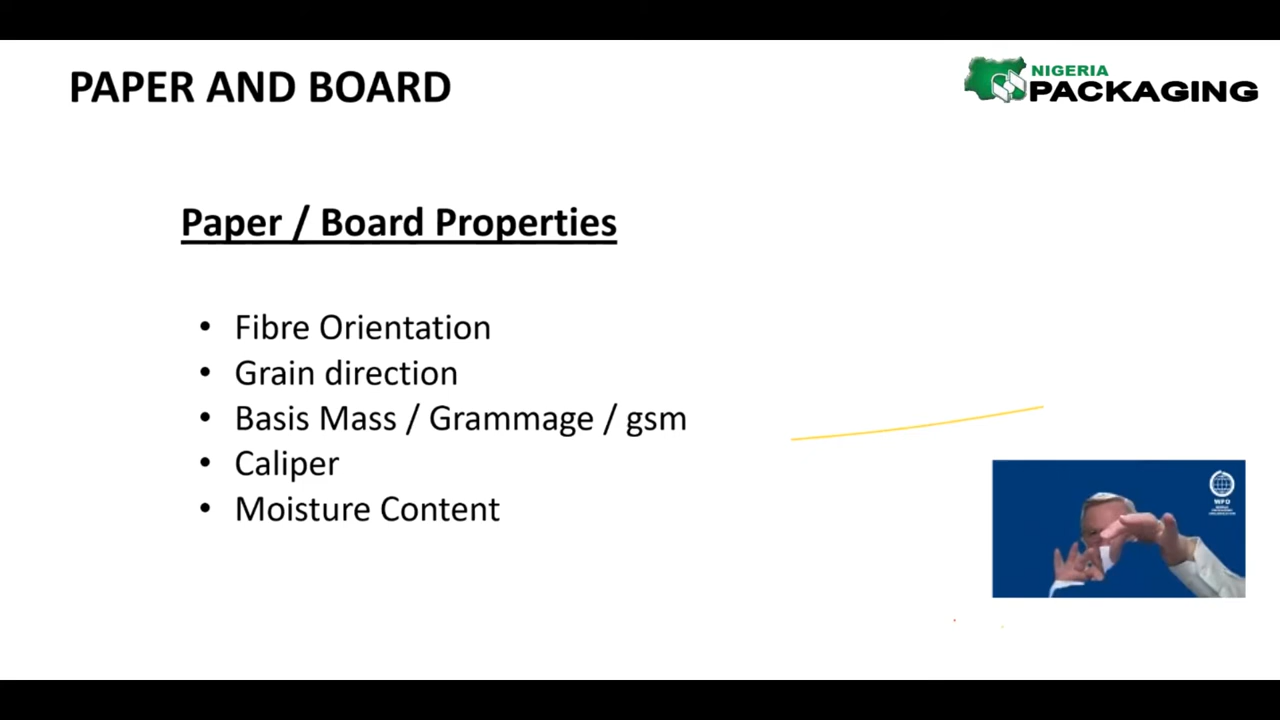 PAPER AND BOARD
NIGERIA
PACKAGING
Paper / Board Properties
• Fibre Orientation
• Grain direction
• Basis Mass / Grammage / gsm
• Caliper
• Moisture Content